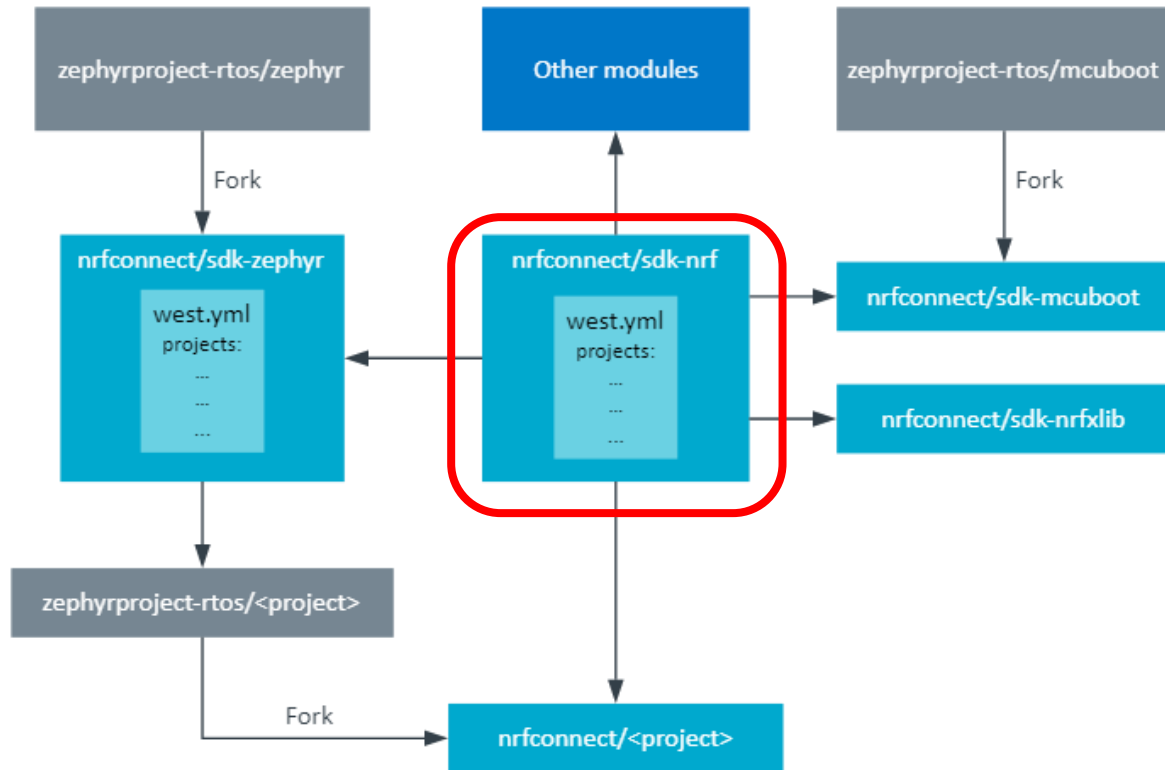 zephyrproject-rtos/zephyr
Other modules
zephyrproject-rtos/mcuboot
Fork
Fork
nrfconnect/sdk-zephyr
west.yml
projects:
...
...
...
nrfconnect/sdk-nrf
west.yml
projects:
...
...
...
nrfconnect/sdk-mcuboot
nrfconnect/sdk-nrfxlib
zephyrproject-rtos/<project>
Fork
nrfconnect/<project>